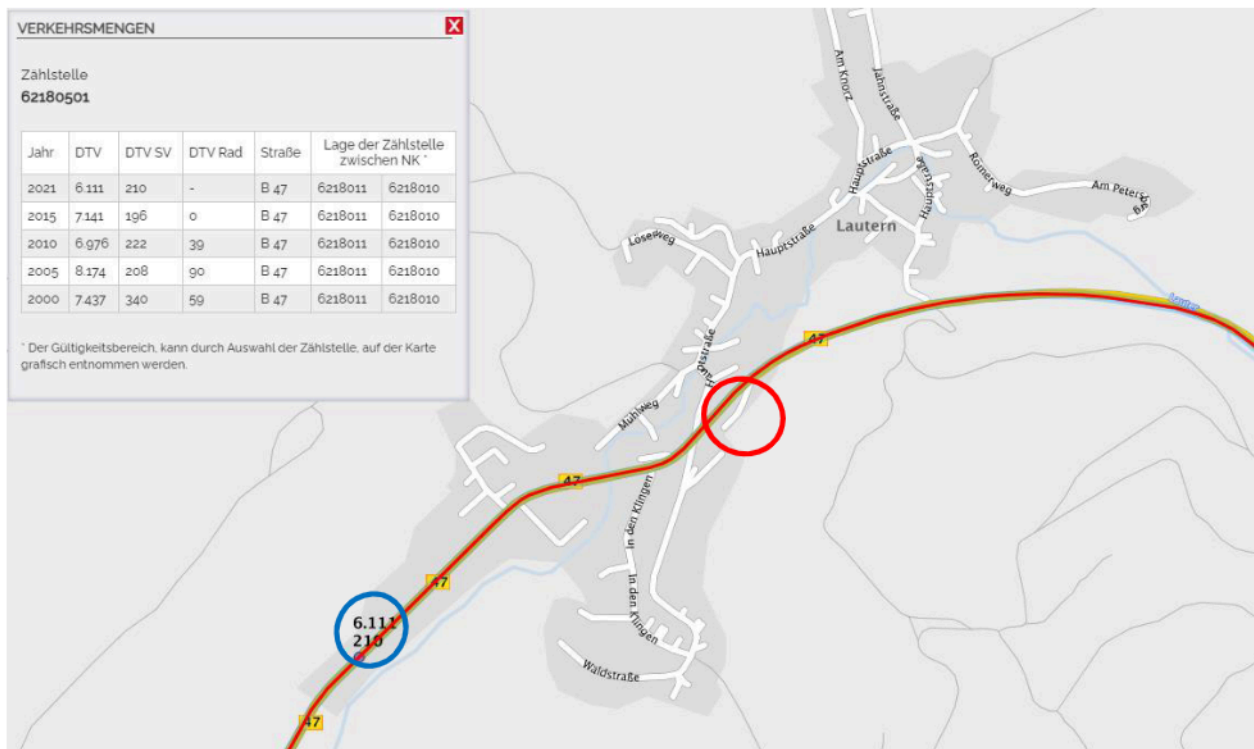 VERKEHRSMENGEN X
Zählstelle
62180501
Jahr DTV DTV SV DTV Rad Straße Lage der Zählstelle zwischen NK *
2021 6.111 210 - B 47 6218011 6218010
2015 7.141 196 0 B 47 6218011 6218010
2010 6.976 222 39 B 47 6218011 6218010
2005 8.174 208 90 B 47 6218011 6218010
2000 7.437 340 59 B 47 6218011 6218010
* Der Gültigkeitsbereich, kann durch Auswahl der Zählstelle, auf der Karte
grafisch entnommen werden.
Am Knorz
Jahnstraße
Hauptstraße
Römerweg
Am Petersberg
Hauptstraße
Lautern
Hauptstraße
Löserweg
Lauter
47
Hauptstraße
Mühlweg
47
In den Klingen
47
In den Klingen
6.111
210
Waldstraße
47